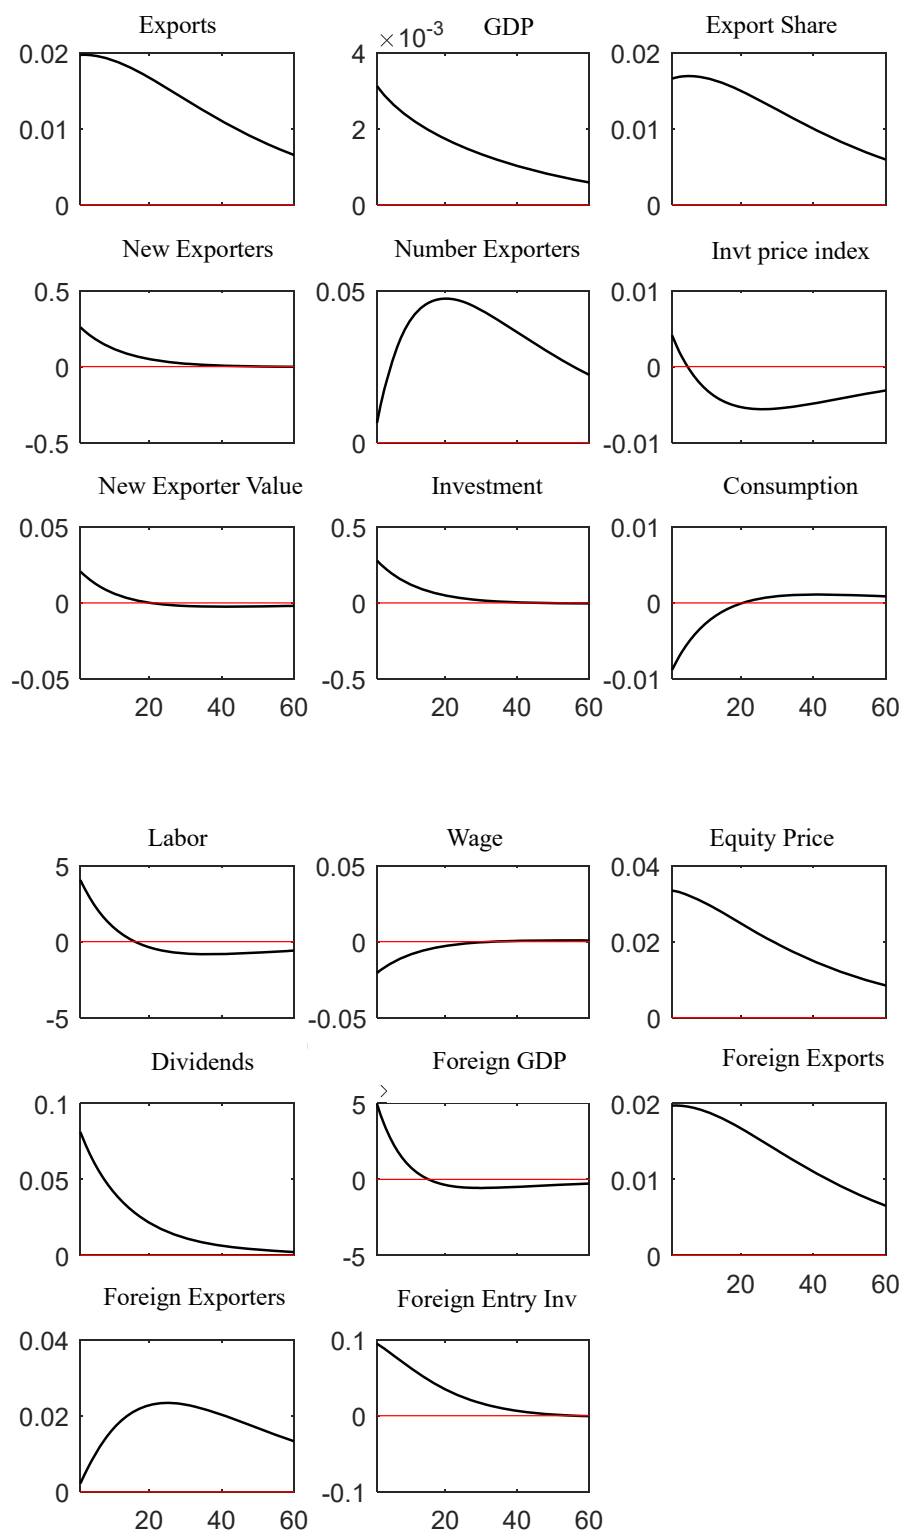 Exports
GDP
Export Share
0.02
0.01
0
×10-3
4
2
0
0.02
0.01
0
New Exporters
Number Exporters
Invt price index
0.5
0
-0.5
0.05
0
0.01
0
-0.01
New Exporter Value
Investment
Consumption
0.05
0
-0.05
20 40 60
0.5
0
-0.5
20 40 60
0.01
0
-0.01
20 40 60
Labor
Wage
Equity Price
5
0
-5
0.05
0
-0.05
0.04
0.02
0
Dividends
Foreign GDP
Foreign Exports
0.1
0.05
0
5
0
-5
0.02
0.01
0
20 40 60
Foreign Exporters
Foreign Entry Inv
0.04
0.02
0
20 40 60
0.1
0
-0.1
20 40 60